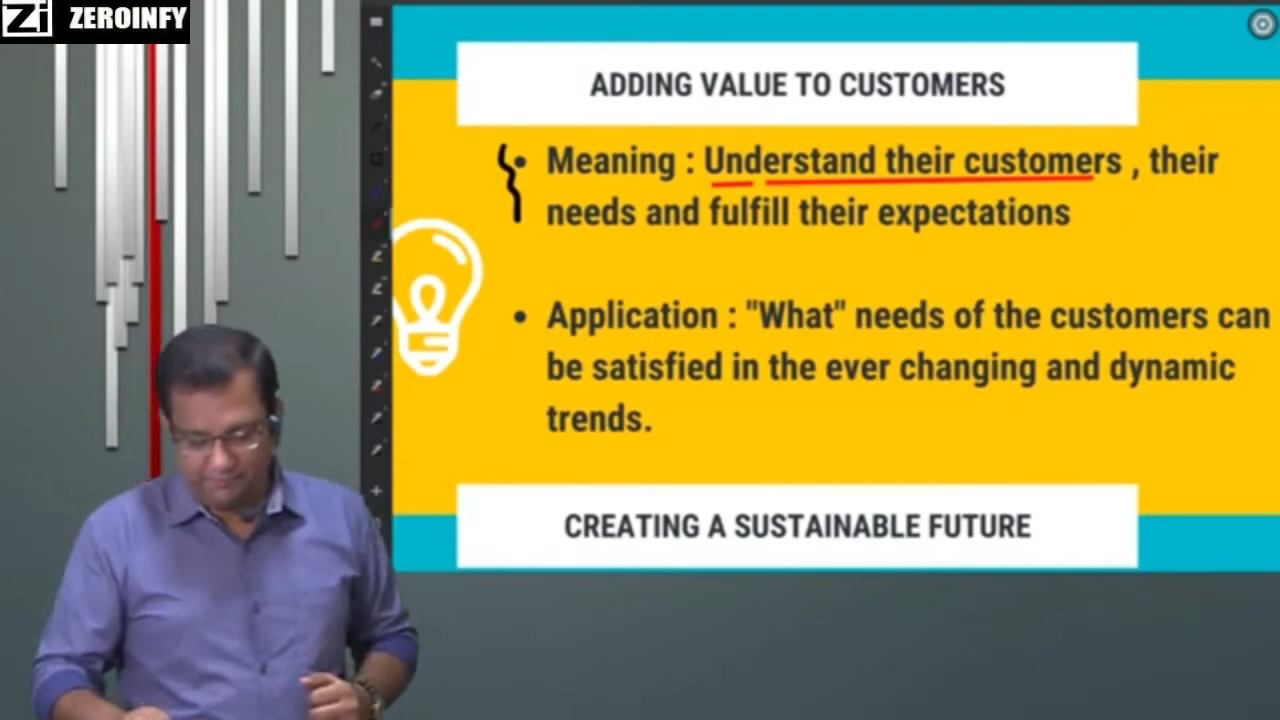 Zi ZEROINFY
ADDING VALUE TO CUSTOMERS
• Meaning : Understand their customers , their
needs and fulfill their expectations
• Application : "What" needs of the customers can
be satisfied in the ever changing and dynamic
trends.
CREATING A SUSTAINABLE FUTURE